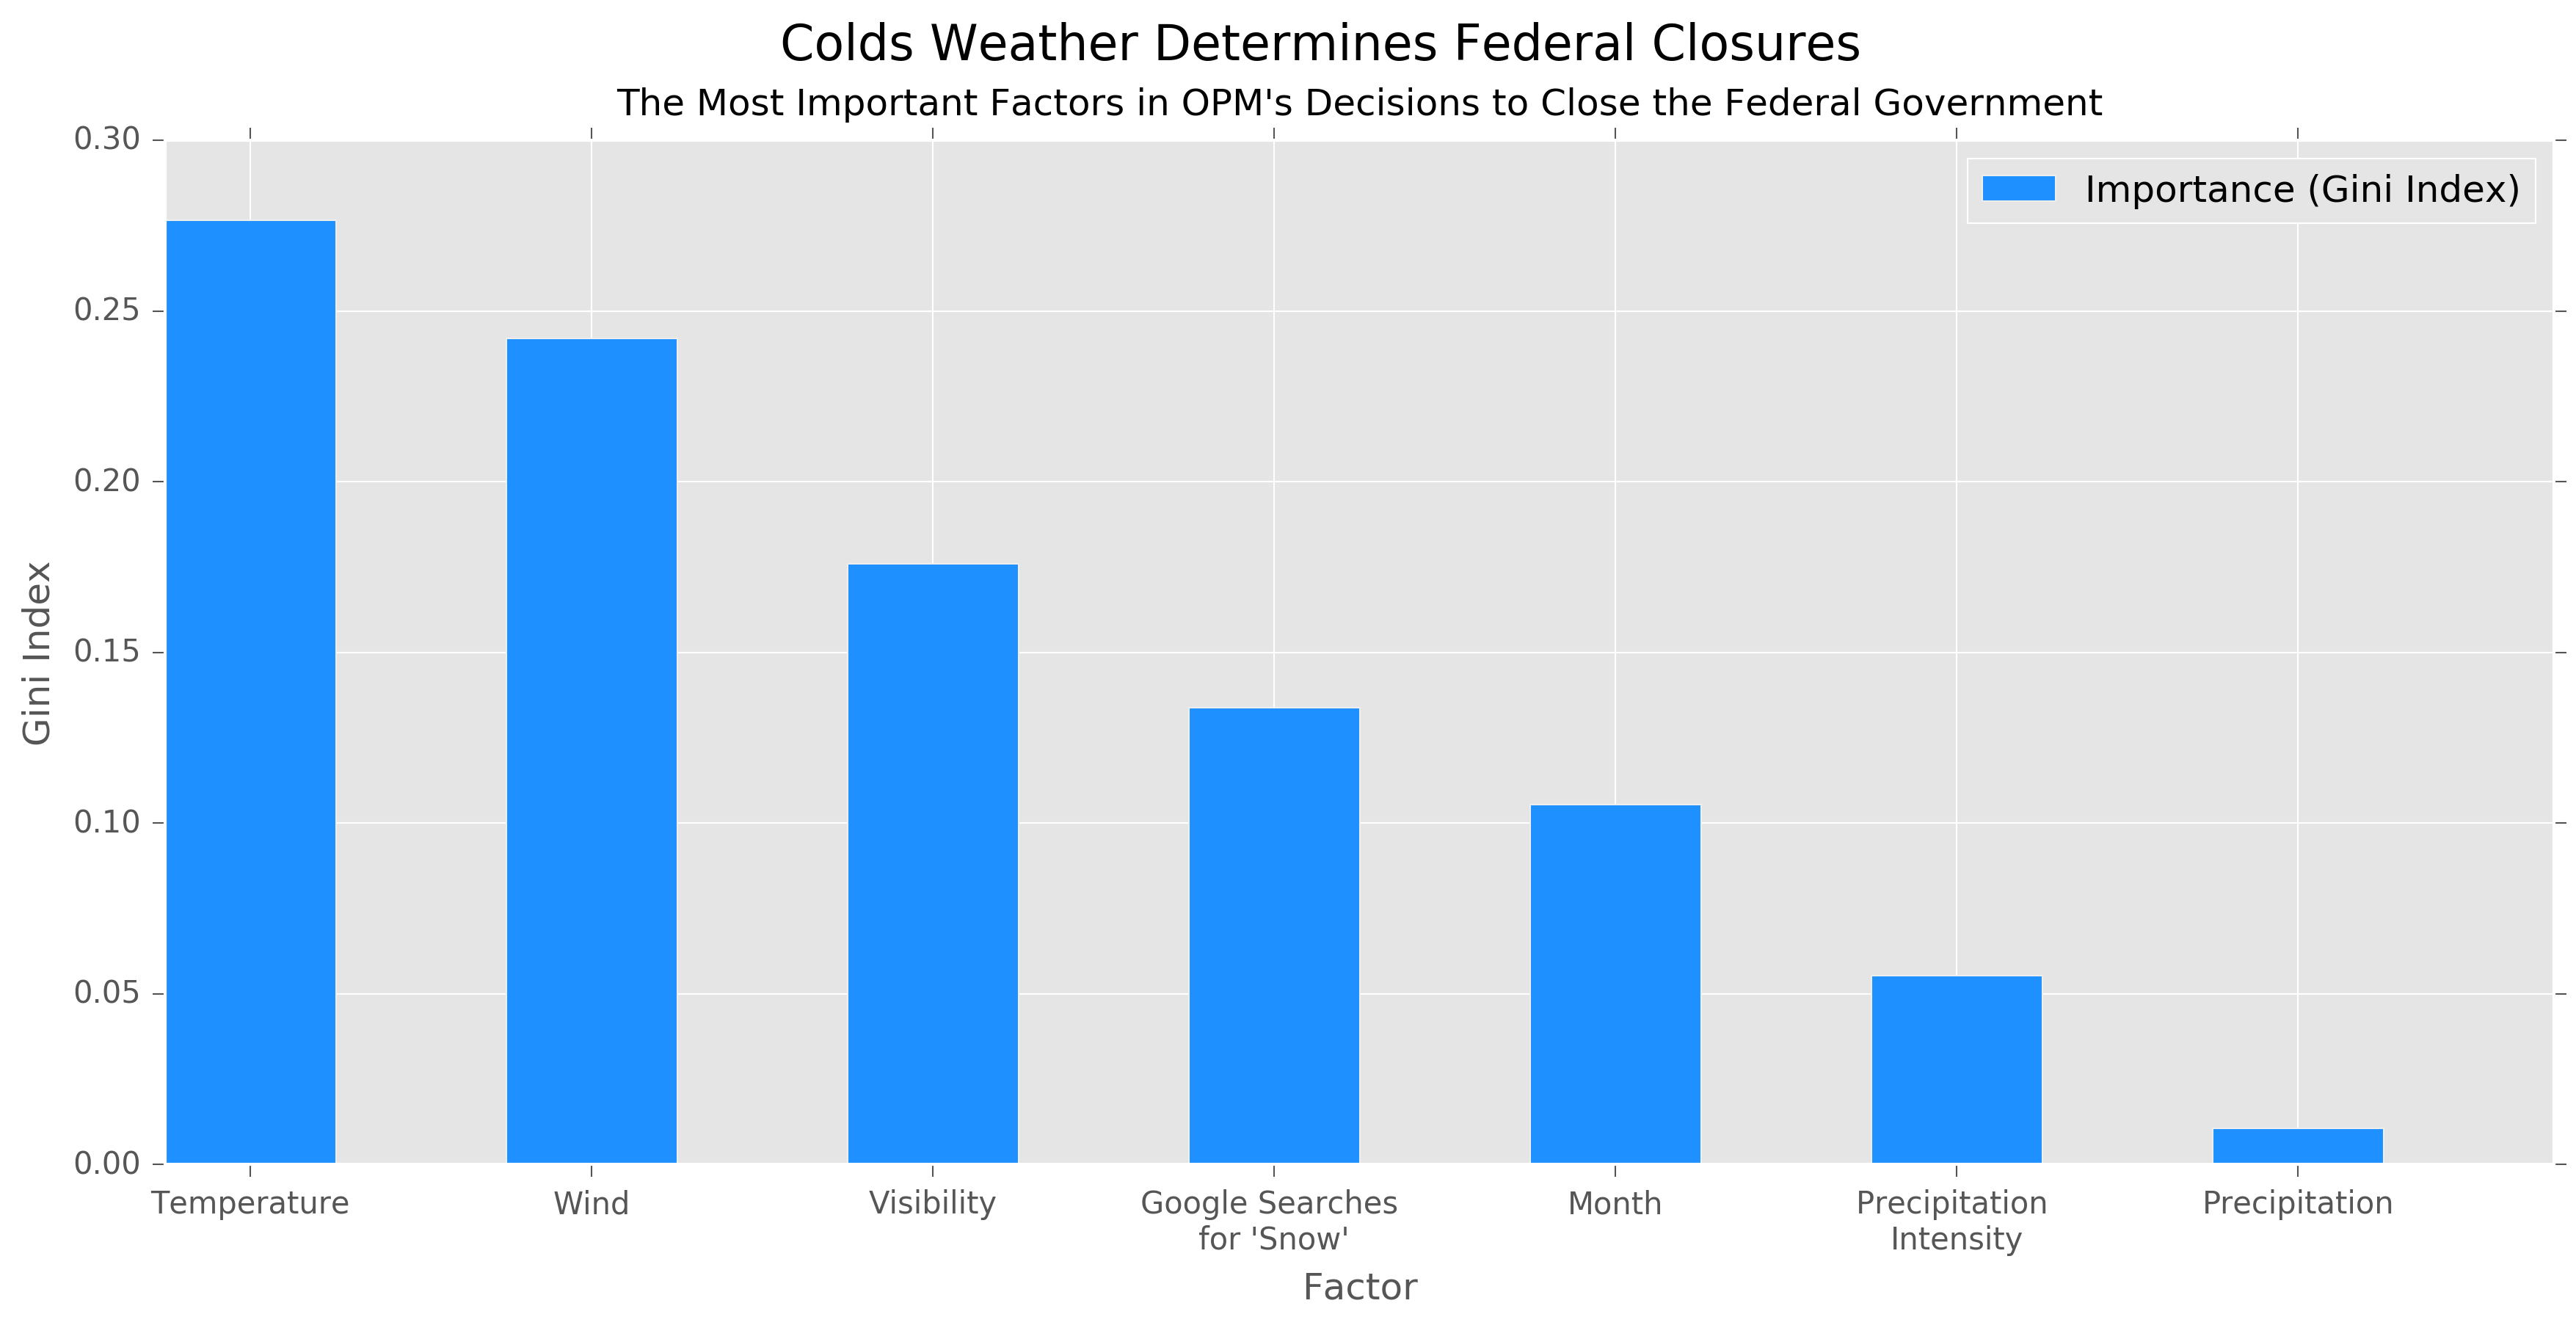 Colds Weather Determines Federal Closures
The Most Important Factors in OPM's Decisions to Close the Federal Government
Importance (Gini Index)
0.30
0.25
0.20
0.15
0.10
0.05
0.00
Gini Index
Temperature
Wind
Visibility
Google Searches
for 'Snow'
Month
Precipitation
Intensity
Precipitation
Factor